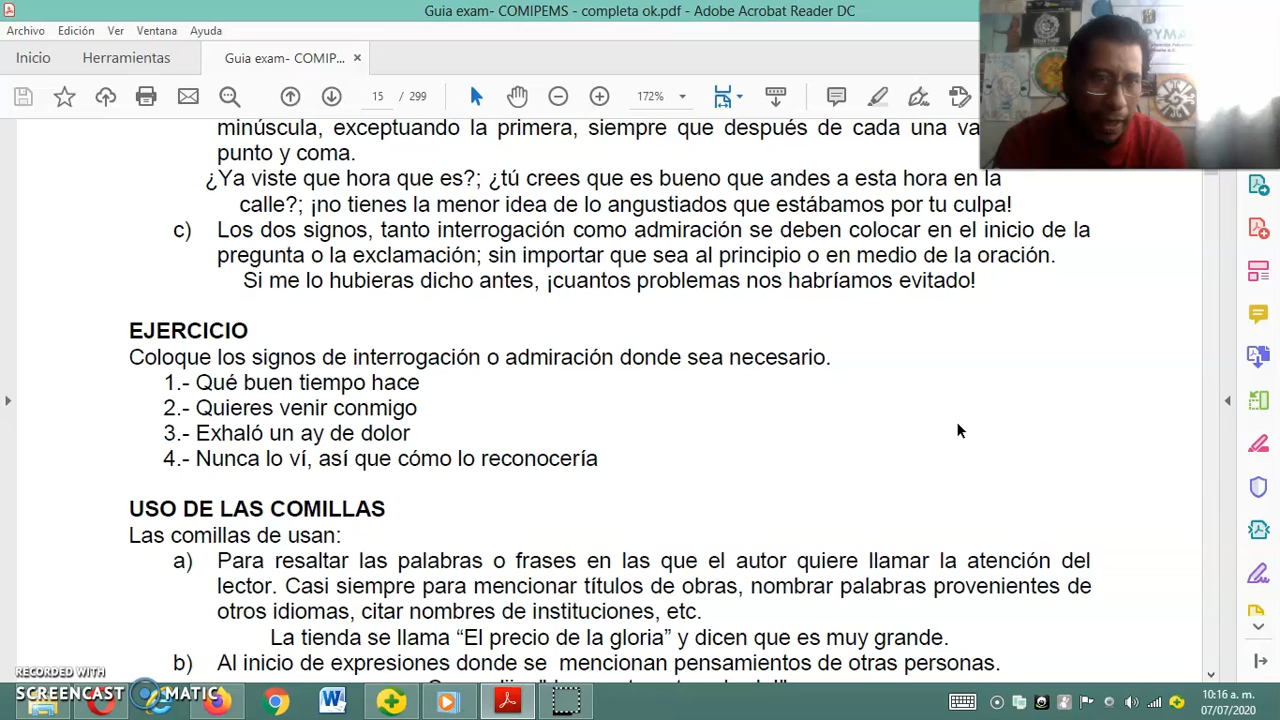 Guia exam- COMIPEMS - completa ok.pdf - Adobe Acrobat Reader DC
Archivo Edición Ver Ventana Ayuda
Inicio Herramientas Guia exam- COMIP... ×
15 / 299 172%
minúscula, exceptuando la primera, siempre que después de cada una va
punto y coma.
¿Ya viste que hora que es?; ¿tú crees que es bueno que andes a esta hora en la
calle?; ¡no tienes la menor idea de lo angustiados que estábamos por tu culpa!
c) Los dos signos, tanto interrogación como admiración se deben colocar en el inicio de la
pregunta o la exclamación; sin importar que sea al principio o en medio de la oración.
Si me lo hubieras dicho antes, ¡cuantos problemas nos habríamos evitado!
EJERCICIO
Coloque los signos de interrogación o admiración donde sea necesario.
1.- Qué buen tiempo hace
2.- Quieres venir conmigo
3.- Exhaló un ay de dolor
4.- Nunca lo ví, así que cómo lo reconocería
USO DE LAS COMILLAS
Las comillas de usan:
a) Para resaltar las palabras o frases en las que el autor quiere llamar la atención del
lector. Casi siempre para mencionar títulos de obras, nombrar palabras provenientes de
otros idiomas, citar nombres de instituciones, etc.
La tienda se llama “El precio de la gloria” y dicen que es muy grande.
b) Al inicio de expresiones donde se mencionan pensamientos de otras personas.
RECORDED WITH
SCREENCAST MATIC
10:16 a.m.
07/07/2020